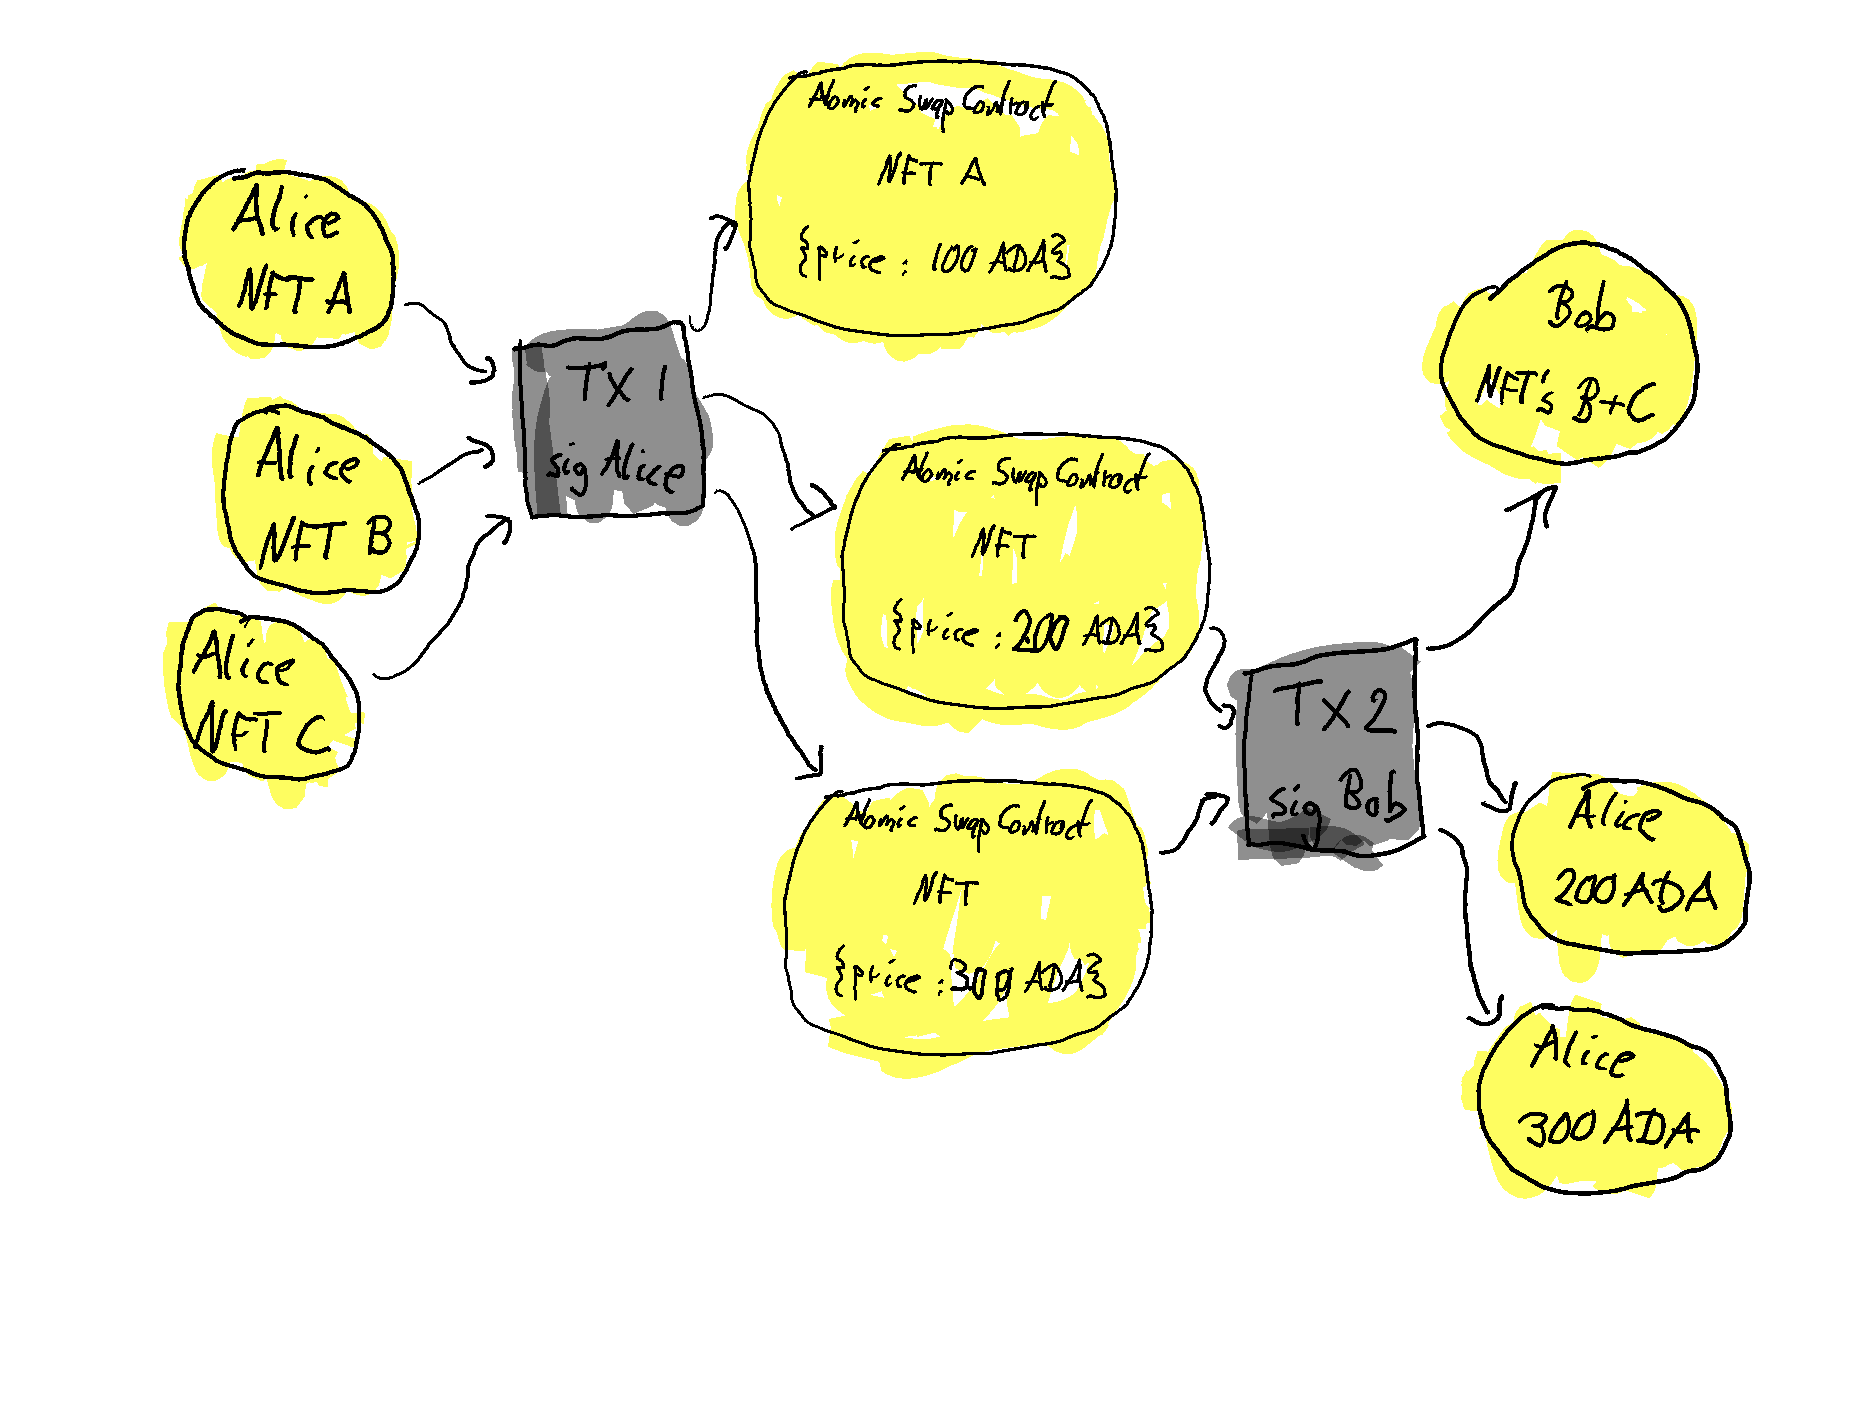 Alice
NFT A
Alice
NFT B
Alice
NFT C
TX 1
sig Alice
Atomic Swap Contract
NFT A
{price : 100 ADA}
Atomic Swap Contract
NFT
{price : 200 ADA}
Atomic Swap Contract
NFT
{price : 300 ADA}
TX 2
sig Bob
Bob
NFT's B+C
Alice
200 ADA
Alice
300 ADA